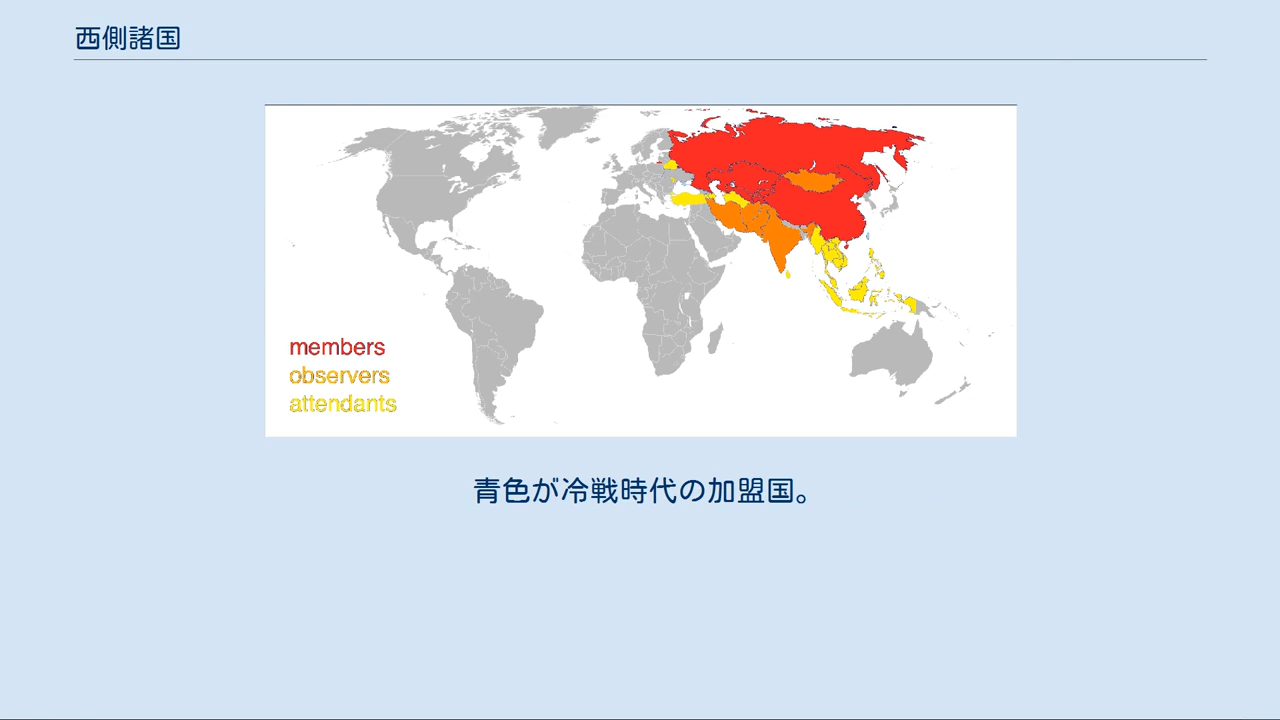 西側諸国
members
observers
attendants
青色が冷戦時代の加盟国。